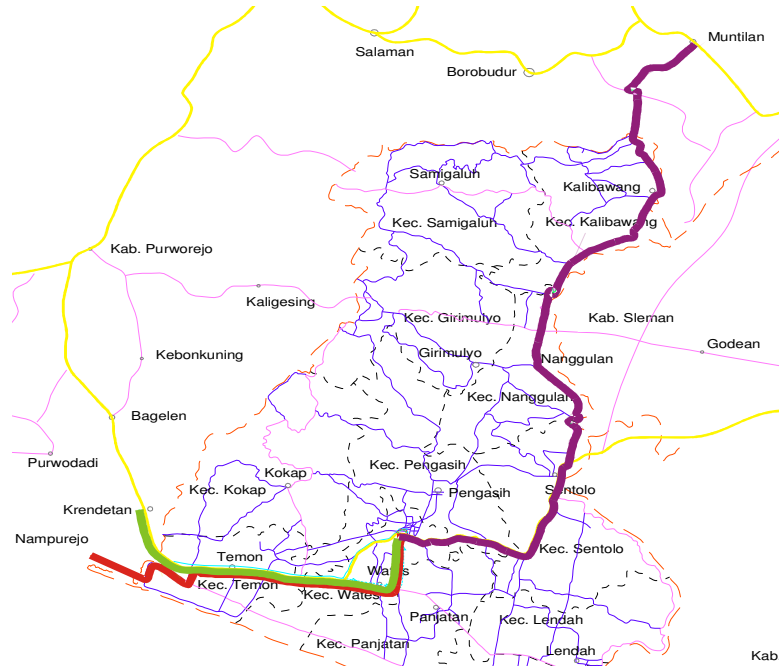 Muntilan
Salaman
Borobudur
Samigaluh
Kalibawang
Kec. Samigaluh
Kec. Kalibawang
Kab. Purworejo
Kaligesing
Kec. Girimulyo
Kab. Sleman
Godean
Kebonkuning
Girimulyo
Nanggulan
Kec. Nanggulan
Bagelen
Purwodadi
Kec. Pengasih
Kokap
Kec. Kokap
Pengasih
Sentolo
Krendetan
Nampurejo
Temon
Kec. Sentolo
Wates
Kec. Temon
Kec. Wates
Panjatan
Kec. Lendah
Kec. Panjatan
Lendah
Kab